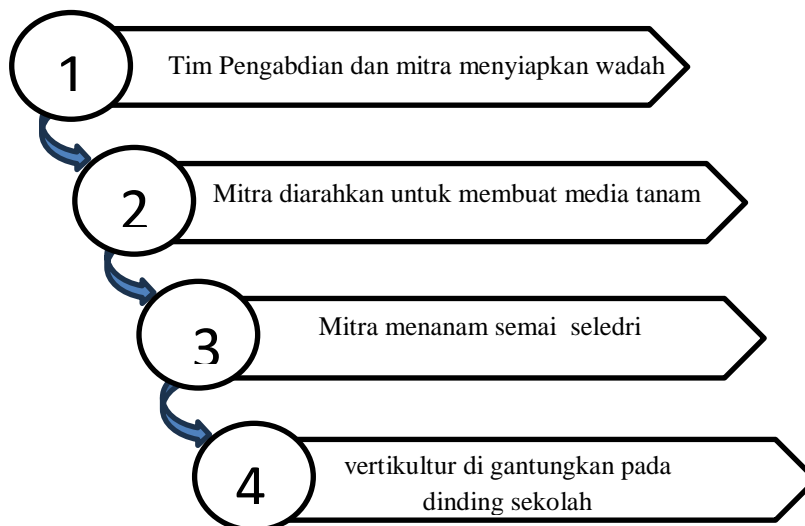 1
Tim Pengabdian dan mitra menyiapkan wadah
2
Mitra diarahkan untuk membuat media tanam
3
Mitra menanam semai seledri
4
vertikultur di gantungkan pada
dinding sekolah